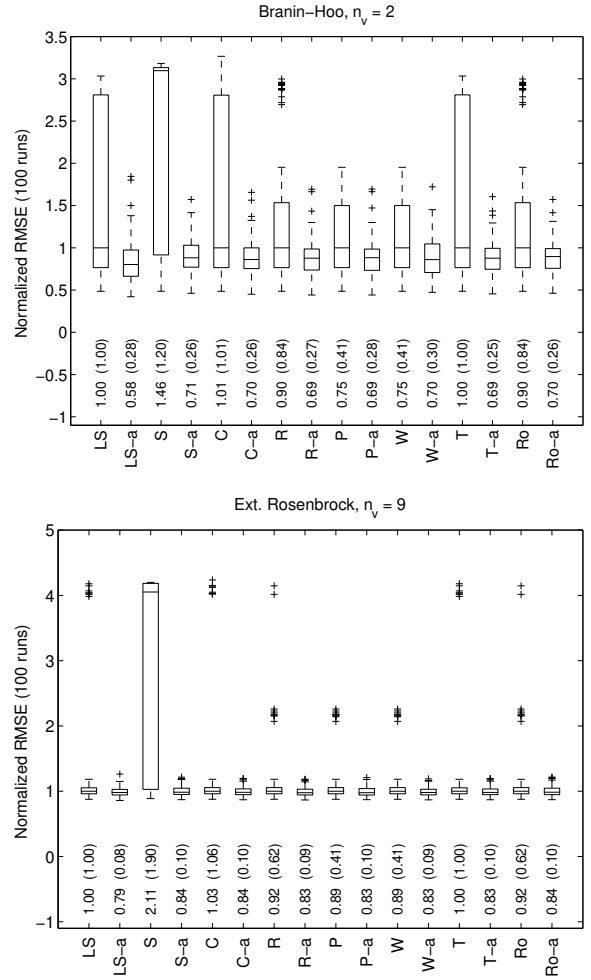 Branin−Hoo, nv = 2
Normalized RMSE (100 runs)
3.5
3
2.5
2
1.5
1
0.5
0
−0.5
−1
1.00 (1.00)
0.58 (0.28)
1.46 (1.20)
0.71 (0.26)
1.01 (1.01)
0.70 (0.26)
0.90 (0.84)
0.69 (0.27)
0.75 (0.41)
0.69 (0.28)
0.75 (0.41)
0.70 (0.30)
1.00 (1.00)
0.69 (0.25)
0.90 (0.84)
0.70 (0.26)
LS
LS−a
S
S−a
C
C−a
R
R−a
P
P−a
W
W−a
T
T−a
Ro
Ro−a
Ext. Rosenbrock, nv = 9
Normalized RMSE (100 runs)
5
4
3
2
1
0
−1
1.00 (1.00)
0.79 (0.08)
2.11 (1.90)
0.84 (0.10)
1.03 (1.06)
0.84 (0.10)
0.92 (0.62)
0.83 (0.09)
0.89 (0.41)
0.83 (0.10)
0.89 (0.41)
0.83 (0.09)
1.00 (1.00)
0.83 (0.10)
0.92 (0.62)
0.84 (0.10)
LS
LS−a
S
S−a
C
C−a
R
R−a
P
P−a
W
W−a
T
T−a
Ro
Ro−a